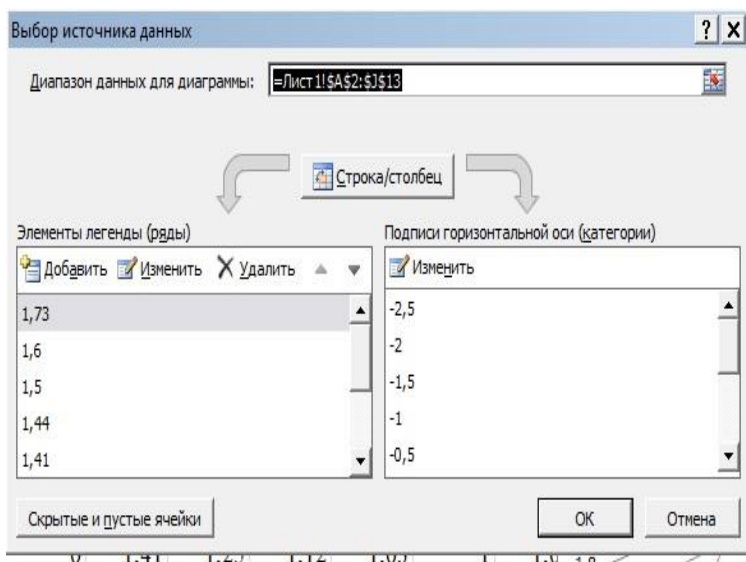 Выбор источника данных
Диапазон данных для диаграммы: =Лист1!$A$2:$J$13
Строка/столбец
Элементы легенды (ряды)
Добавить Изменить Удалить
1,73
1,6
1,5
1,44
1,41
Подписи горизонтальной оси (категории)
Изменить
-2,5
-2
-1,5
-1
-0,5
Скрытые и пустые ячейки
ОК Отмена